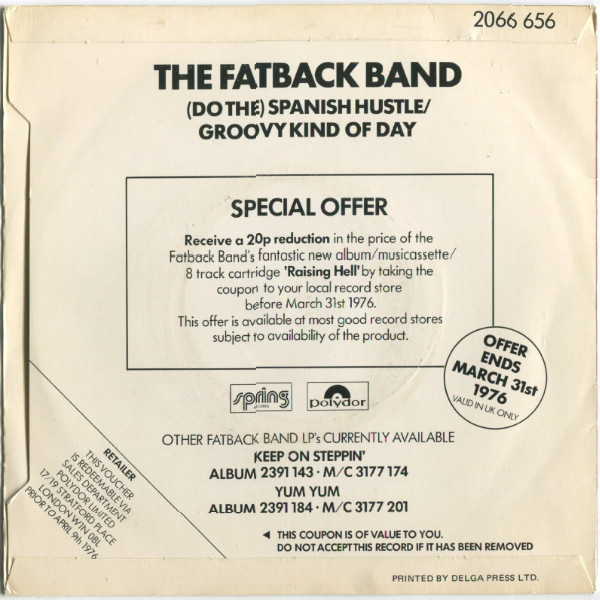 2066 656
THE FATBACK BAND
(DO THE) SPANISH HUSTLE/
GROOVY KIND OF DAY
SPECIAL OFFER
Receive a 20p reduction in the price of the
Fatback Band's fantastic new album/musicassette/
8 track cartridge 'Raising Hell' by taking the
coupon to your local record store
before March 31st 1976.
This offer is available at most good record stores
subject to availability of the product.
OFFER
ENDS
MARCH 31st
1976
VALID IN UK ONLY
spring
RECORDS
polydor
OTHER FATBACK BAND LP's CURRENTLY AVAILABLE
KEEP ON STEPPIN'
ALBUM 2391 143 · M/C 3177 174
YUM YUM
ALBUM 2391 184 · M/C 3177 201
◄ THIS COUPON IS OF VALUE TO YOU.
DO NOT ACCEPT THIS RECORD IF IT HAS BEEN REMOVED
RETAILER
THIS VOUCHER
IS REDEEMABLE VIA
SALES DEPARTMENT
POLYDOR LIMITED
17/19 STRATFORD PLACE
LONDON W1N 0BL
PRIOR TO APRIL 9th 1976
PRINTED BY DELGA PRESS LTD.